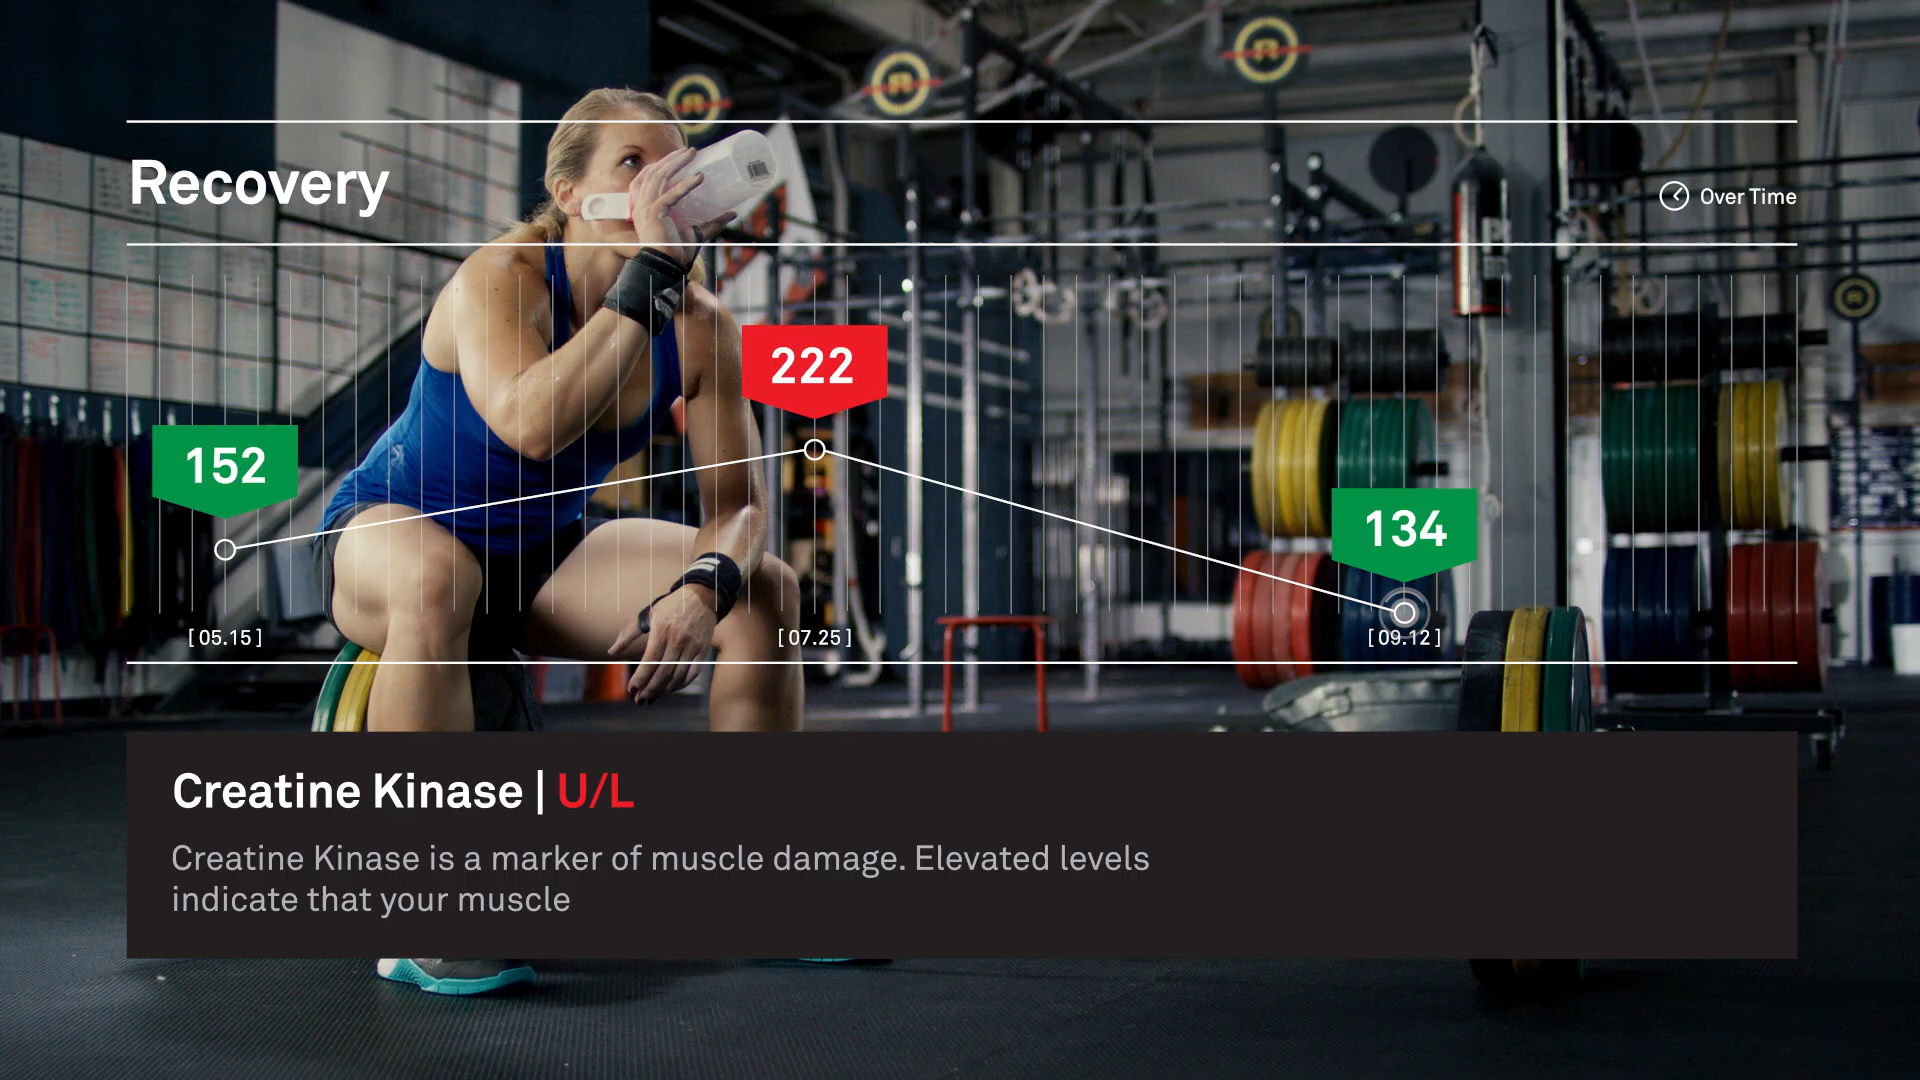 Recovery
Over Time
222
152
134
[ 05.15 ]
[ 07.25 ]
[ 09.12 ]
Creatine Kinase | U/L
Creatine Kinase is a marker of muscle damage. Elevated levels
indicate that your muscle
R
R
R